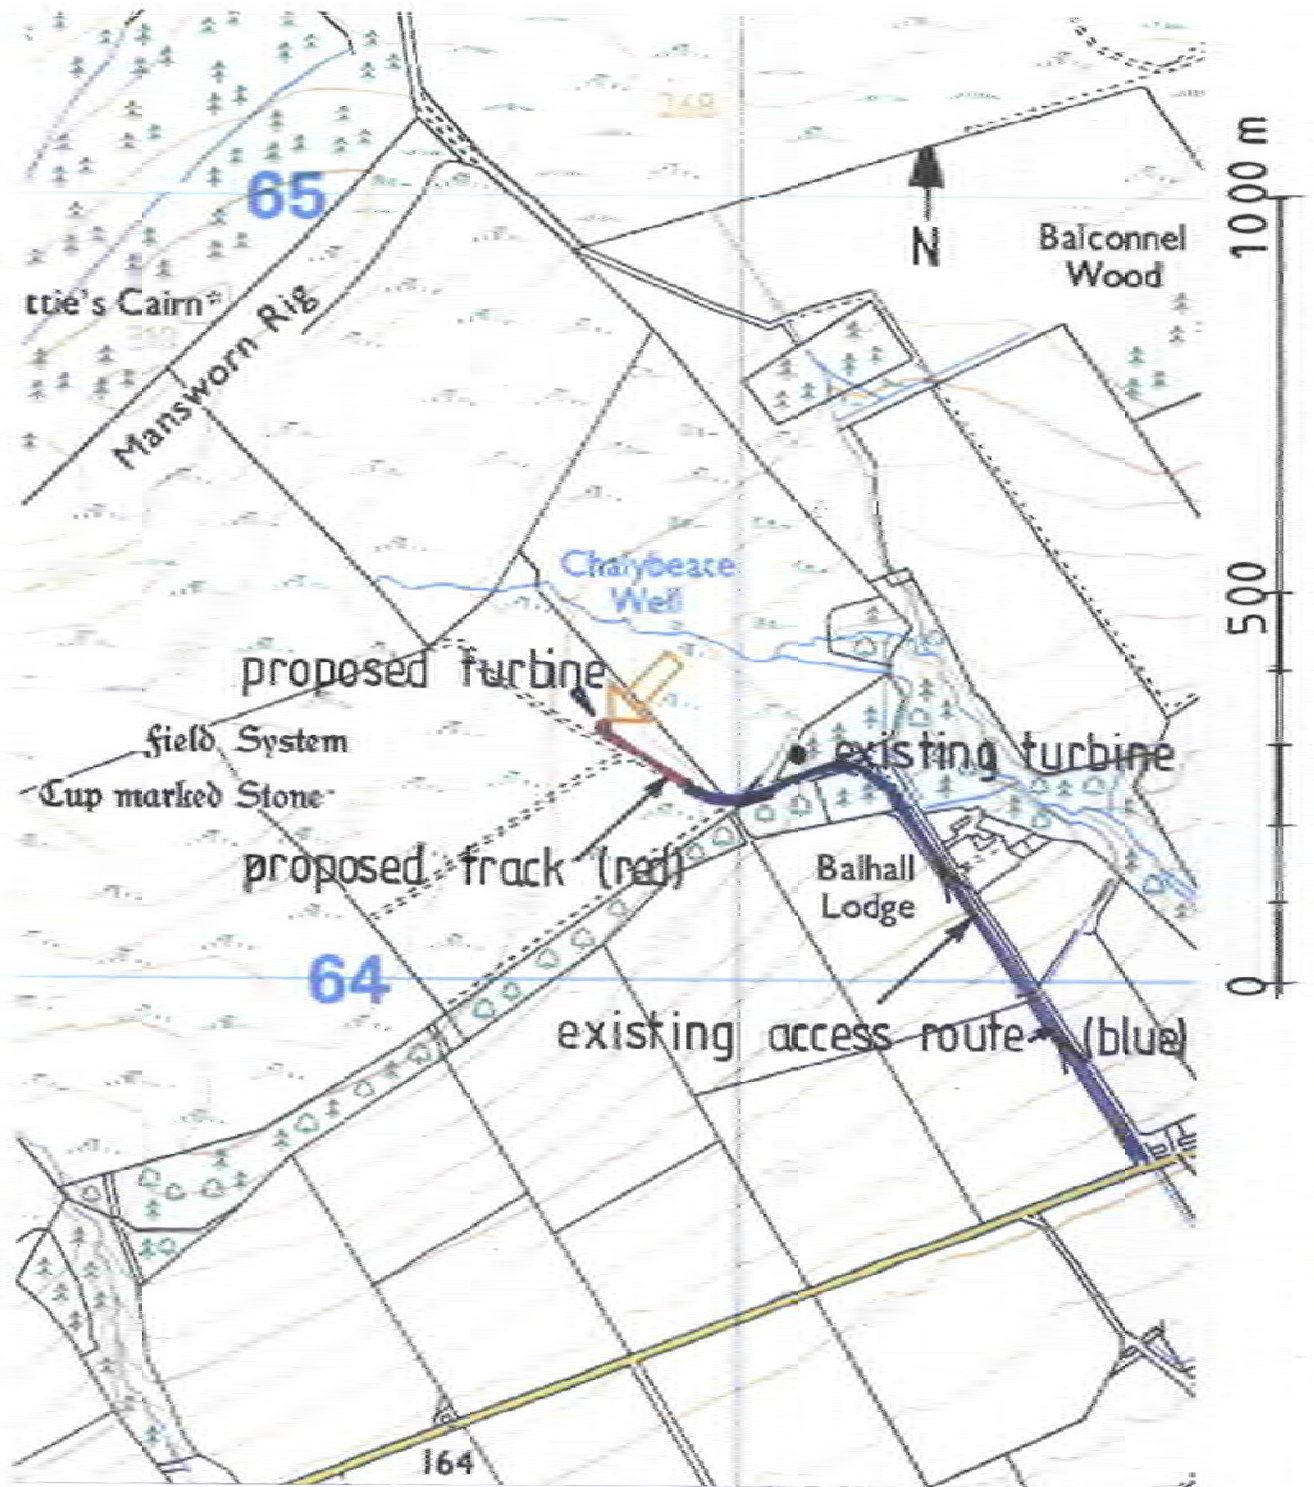 65
N
Balconnel
Wood
1000 m
ttie's Cairn
Mansworn Rig
Chalybeate
Well
500
proposed turbine
field System
existing turbine
Cup marked Stone
proposed track (red)
Balhall
Lodge
64
0
existing access route (blue)
164